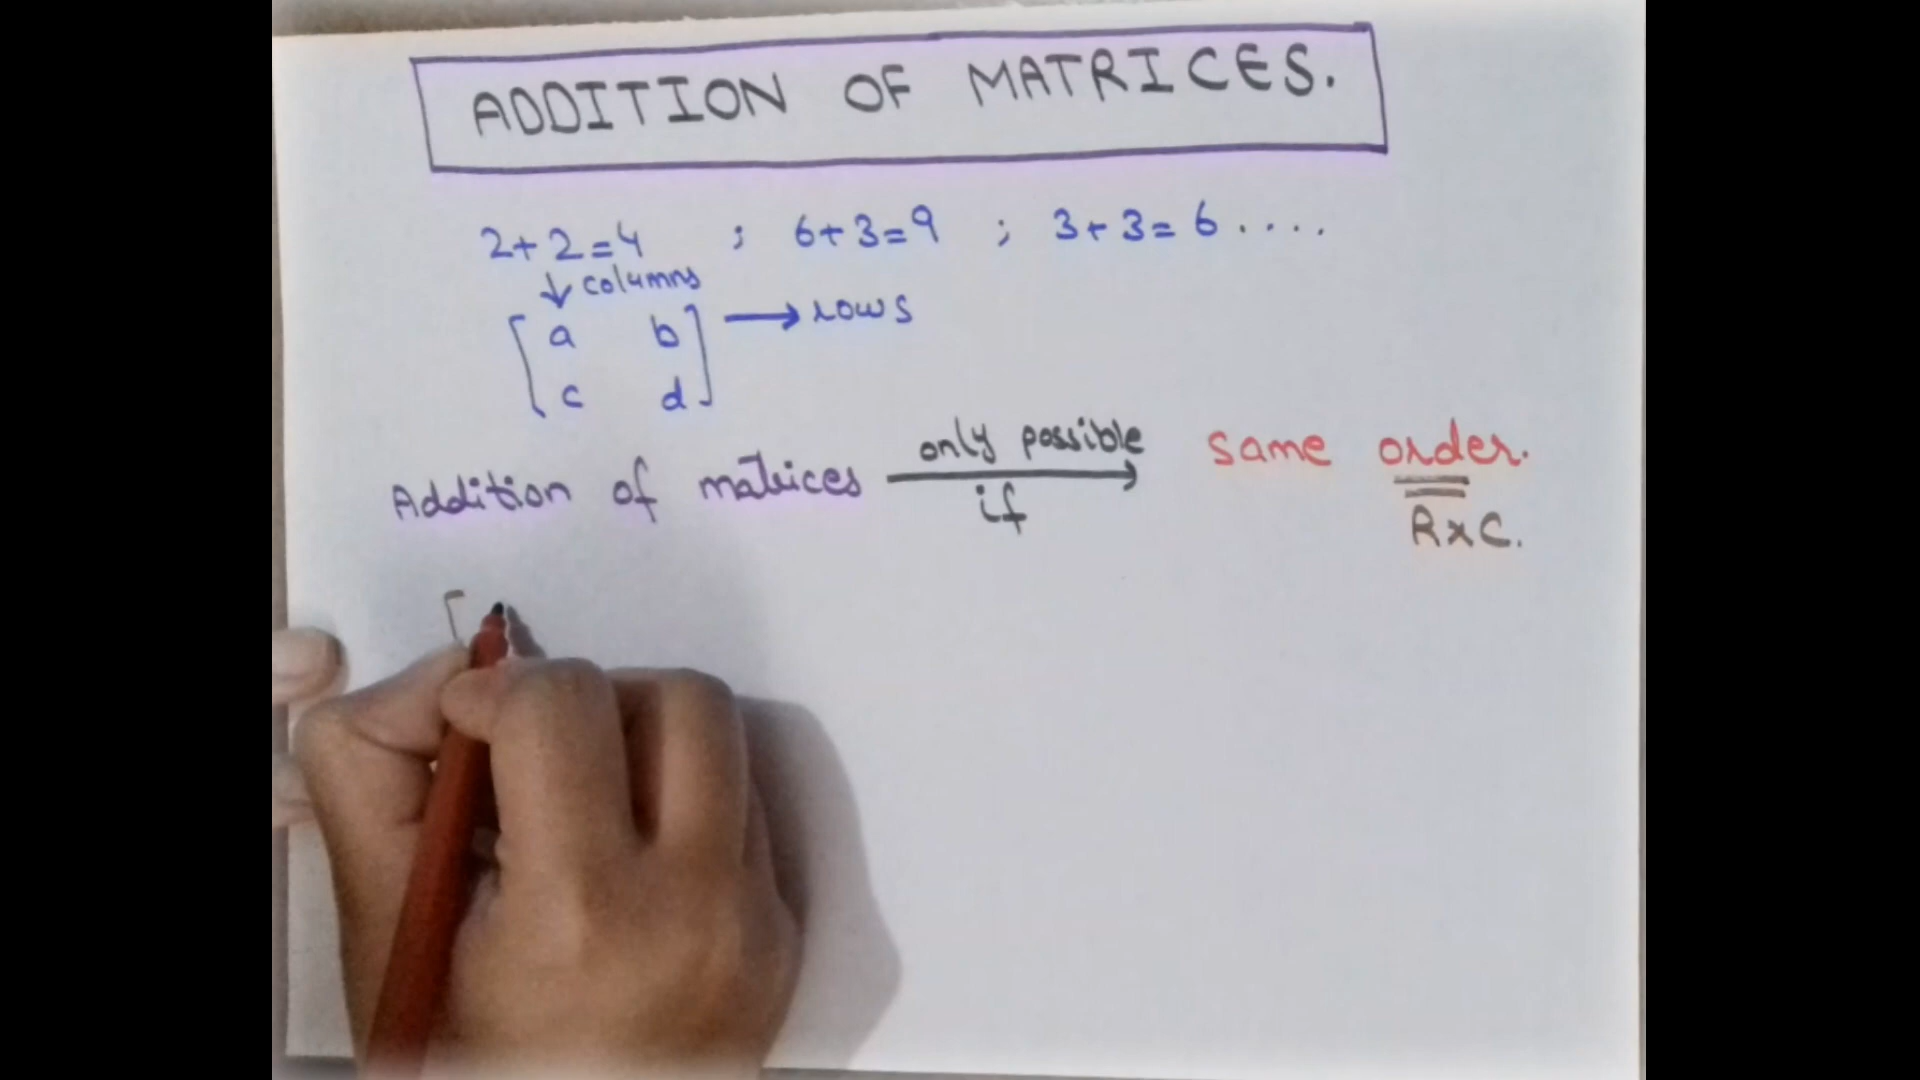 ADDITION OF MATRICES.
2+2=4 ; 6+3=9 ; 3+3=6....
↓ columns
[a b] → rows
[c d]
Addition of matrices only possible if → same order.
R×C.
[